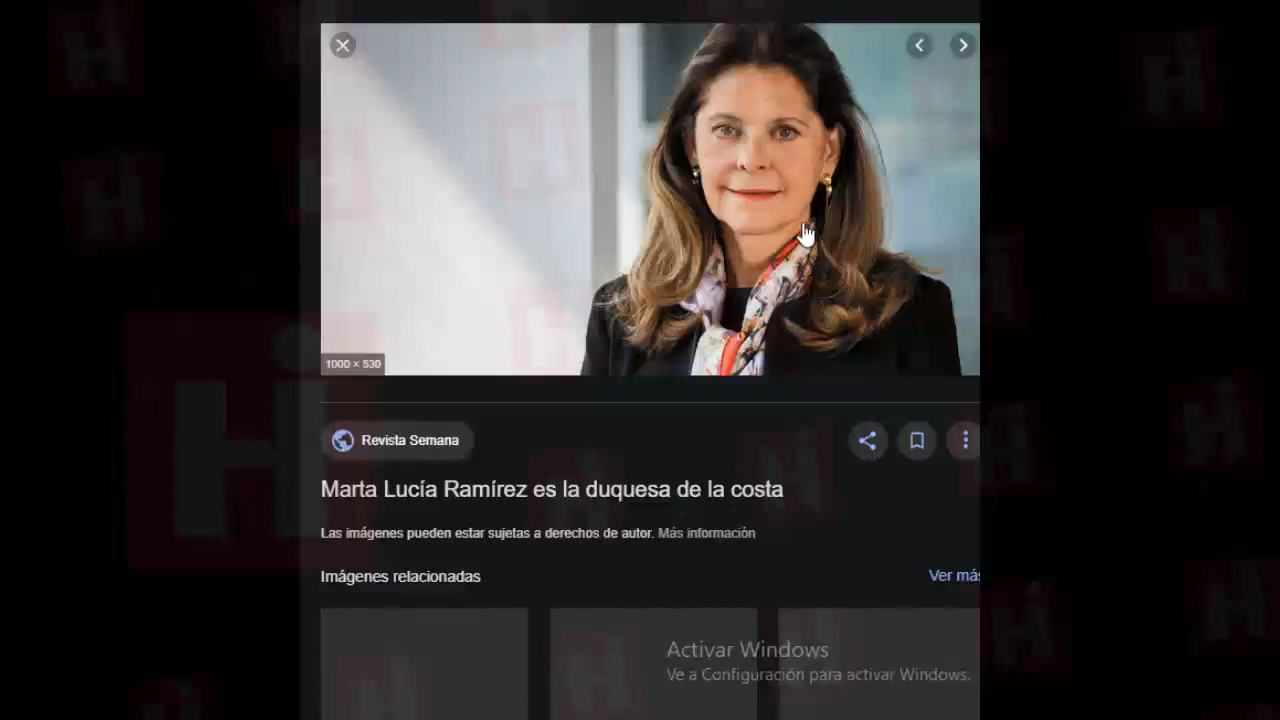 1000 × 530
Revista Semana
Marta Lucía Ramírez es la duquesa de la costa
Las imágenes pueden estar sujetas a derechos de autor. Más información
Imágenes relacionadas
Ver más
Activar Windows
Ve a Configuración para activar Windows.